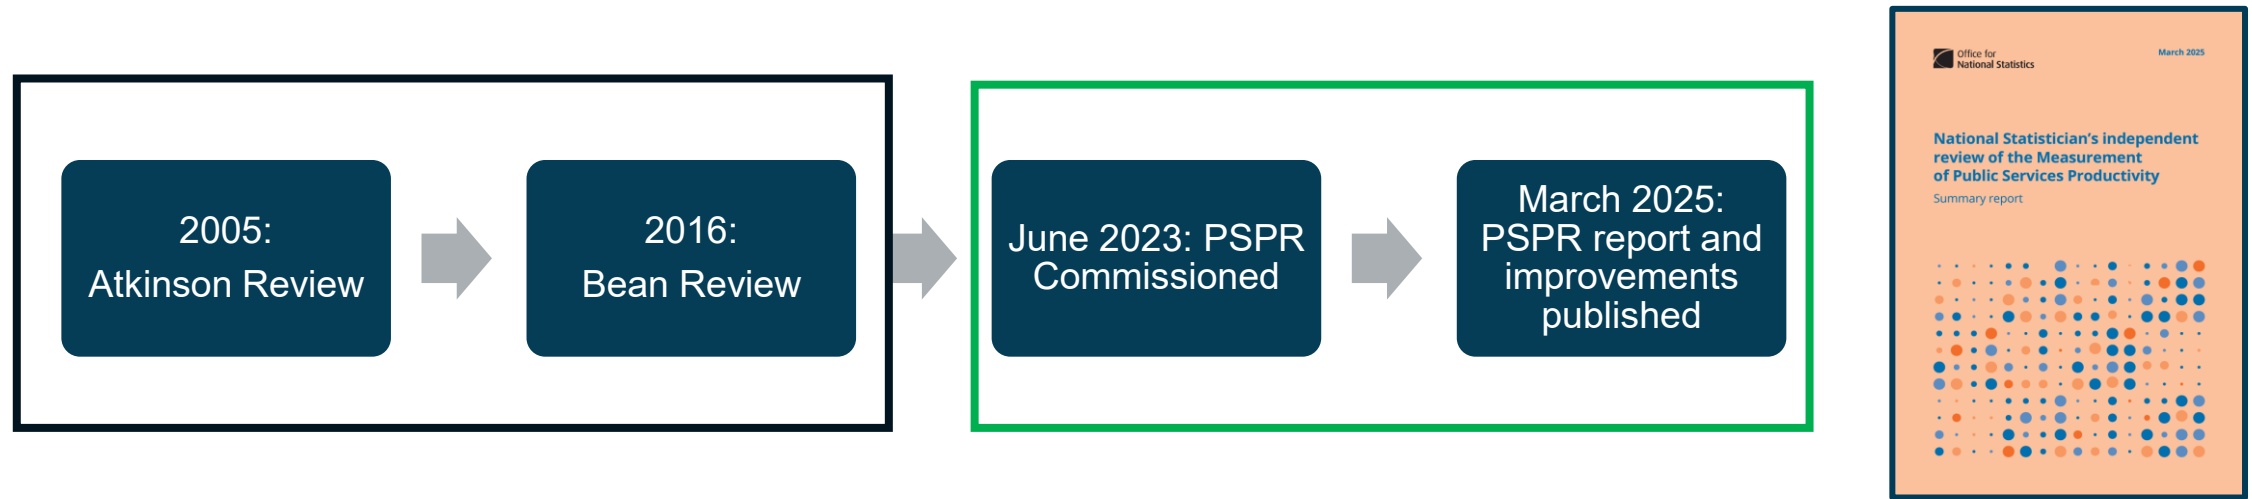 2005:
Atkinson Review
2016:
Bean Review
June 2023: PSPR
Commissioned
March 2025:
PSPR report and
improvements
published
Office for
National Statistics
March 2025
National Statistician’s independent
review of the Measurement
of Public Services Productivity
Summary report